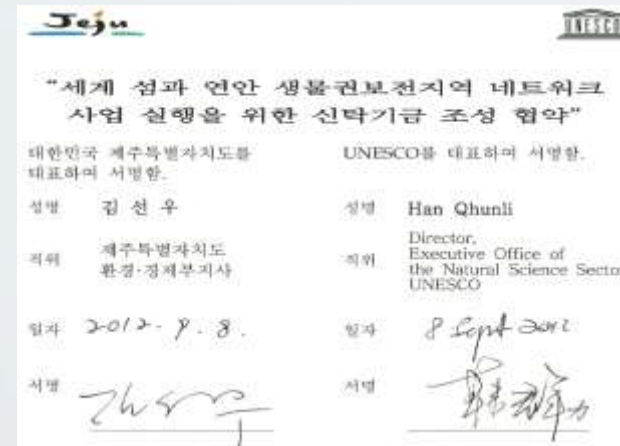 Jeju
UNESCO
“세계 섬과 연안 생물권보전지역 네트워크
사업 실행을 위한 신탁기금 조성 협약”
대한민국 제주특별자치도를
대표하여 서명함.
성명 김 선 우
직위 제주특별자치도
환경·경제부지사
일자 2012. 9. 8.
서명
UNESCO를 대표하여 서명함.
성명 Han Qhunli
직위 Director,
Executive Office of
the Natural Science Secto
UNESCO
일자 8 Sept 2012
서명